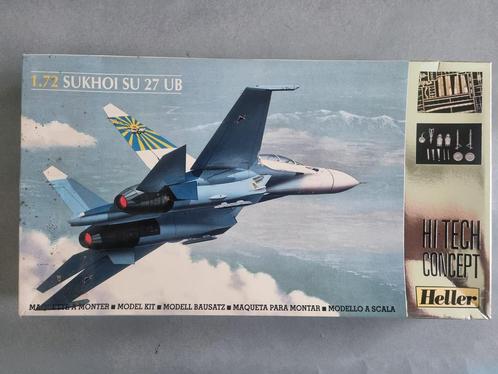 1.72 SUKHOI SU 27 UB
HI TECH
CONCEPT
Heller
MAQUETTE A MONTER ■ MODEL KIT ■ MODELL BAUSATZ ■ MAQUETA PARA MONTAR ■ MODELLO A SCALA